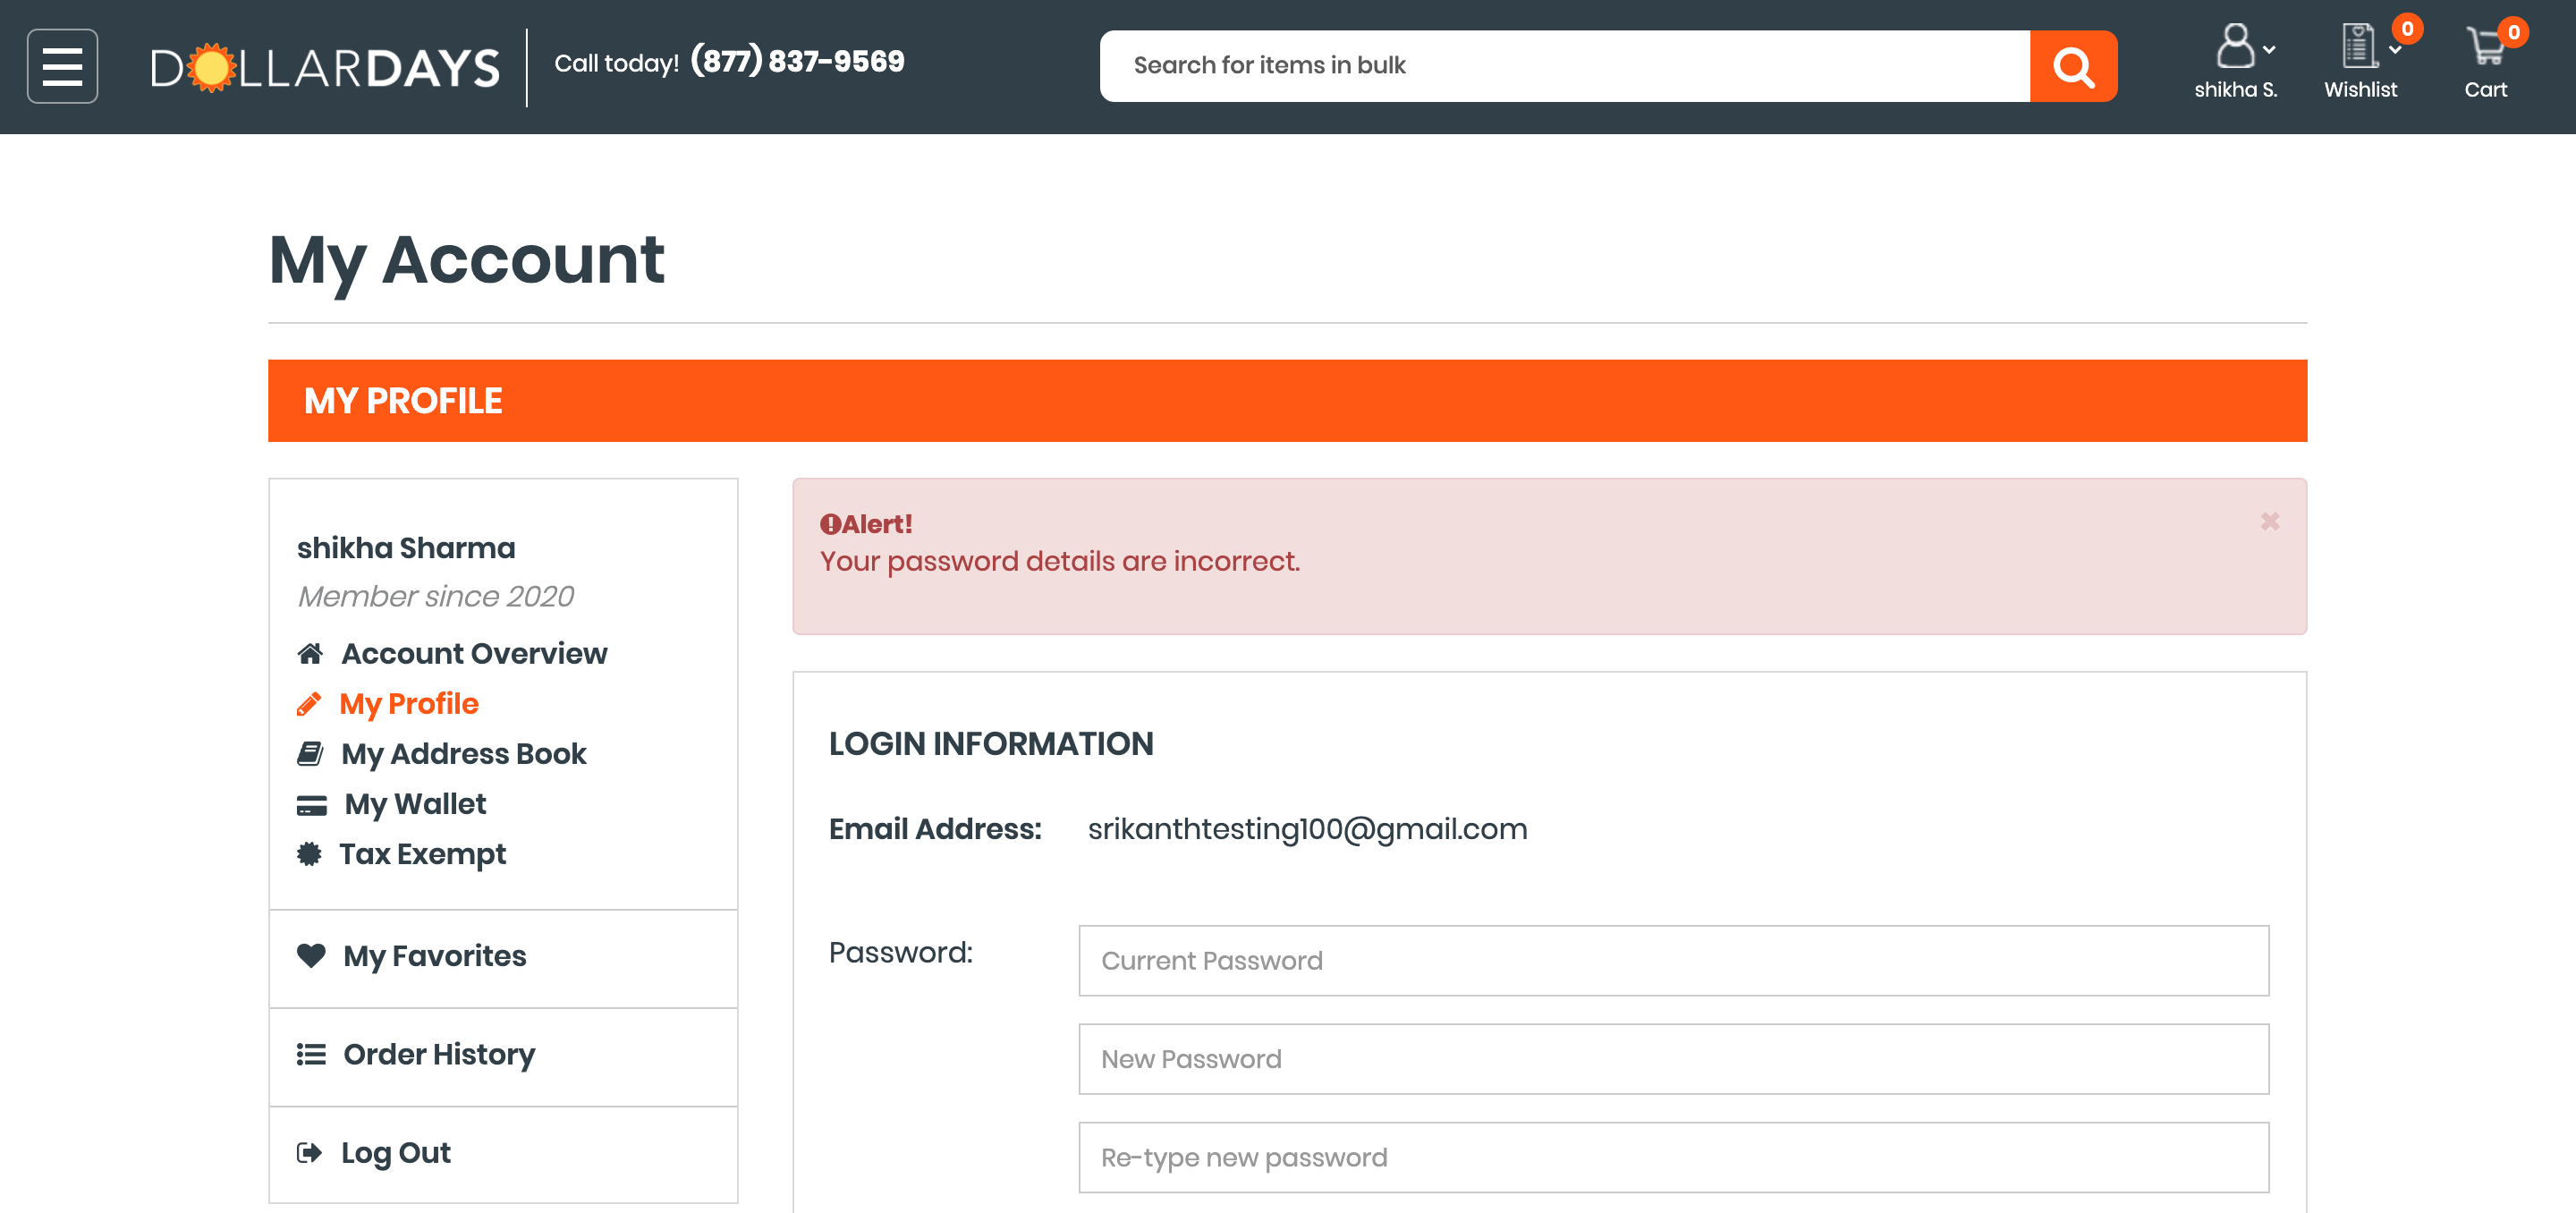 DOLLARDAYS
Call today! (877) 837-9569
Search for items in bulk
shikha S.
0
Wishlist
0
Cart
My Account
MY PROFILE
shikha Sharma
Member since 2020
Account Overview
My Profile
My Address Book
My Wallet
Tax Exempt
My Favorites
Order History
Log Out
Alert!
Your password details are incorrect.
LOGIN INFORMATION
Email Address: srikanthtesting100@gmail.com
Password:
Current Password
New Password
Re-type new password